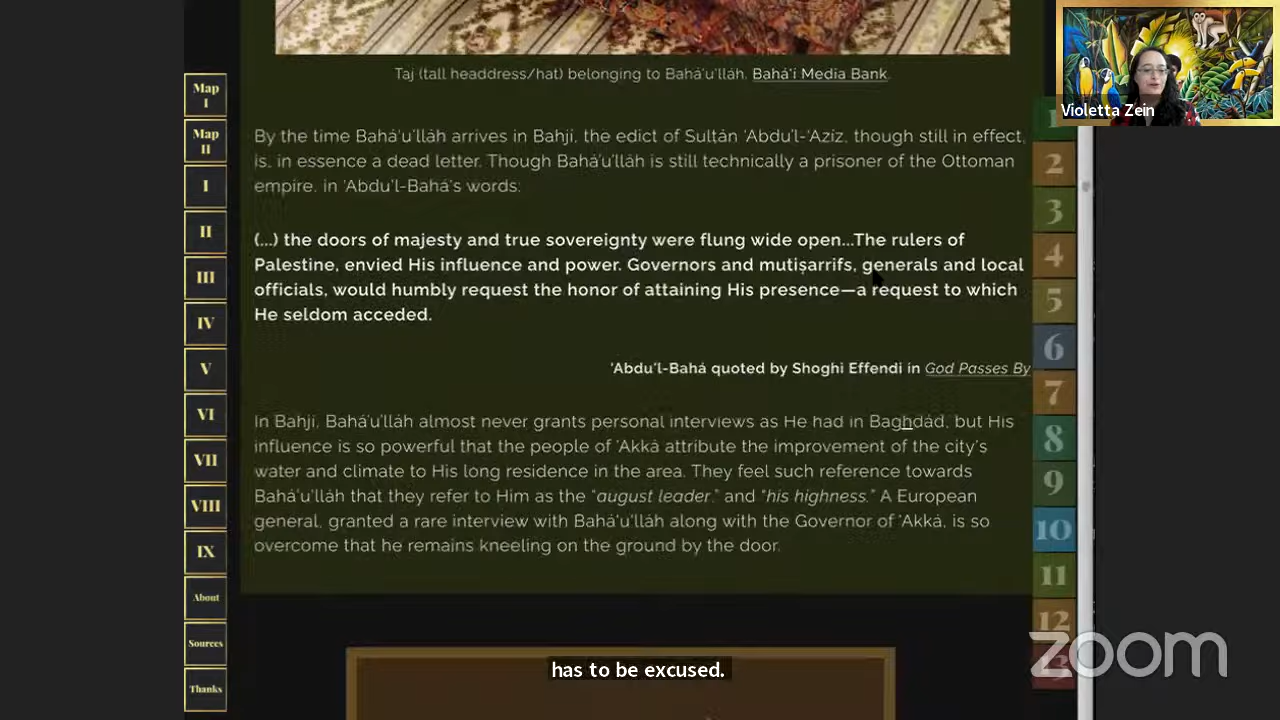 Taj (tall headdress/hat) belonging to Bahá'u'lláh. Bahá'í Media Bank.
Violetta Zein
Map
I
Map
II
I
II
III
IV
V
VI
VII
VIII
IX
About
Sources
Thanks
By the time Bahá'u'lláh arrives in Bahjí, the edict of Sulṭán 'Abdu'l-'Azíz, though still in effect,
is, in essence a dead letter. Though Bahá'u'lláh is still technically a prisoner of the Ottoman
empire, in 'Abdu'l-Bahá's words:
(...) the doors of majesty and true sovereignty were flung wide open...The rulers of
Palestine, envied His influence and power. Governors and mutiṣarrifs, generals and local
officials, would humbly request the honor of attaining His presence—a request to which
He seldom acceded.
'Abdu'l-Bahá quoted by Shoghi Effendi in God Passes By
In Bahjí, Bahá'u'lláh almost never grants personal interviews as He had in Baghdád, but His
influence is so powerful that the people of 'Akká attribute the improvement of the city's
water and climate to His long residence in the area. They feel such reference towards
Bahá'u'lláh that they refer to Him as the "august leader," and "his highness." A European
general, granted a rare interview with Bahá'u'lláh along with the Governor of 'Akká, is so
overcome that he remains kneeling on the ground by the door.
1
2
3
4
5
6
7
8
9
10
11
12
has to be excused.
zoom